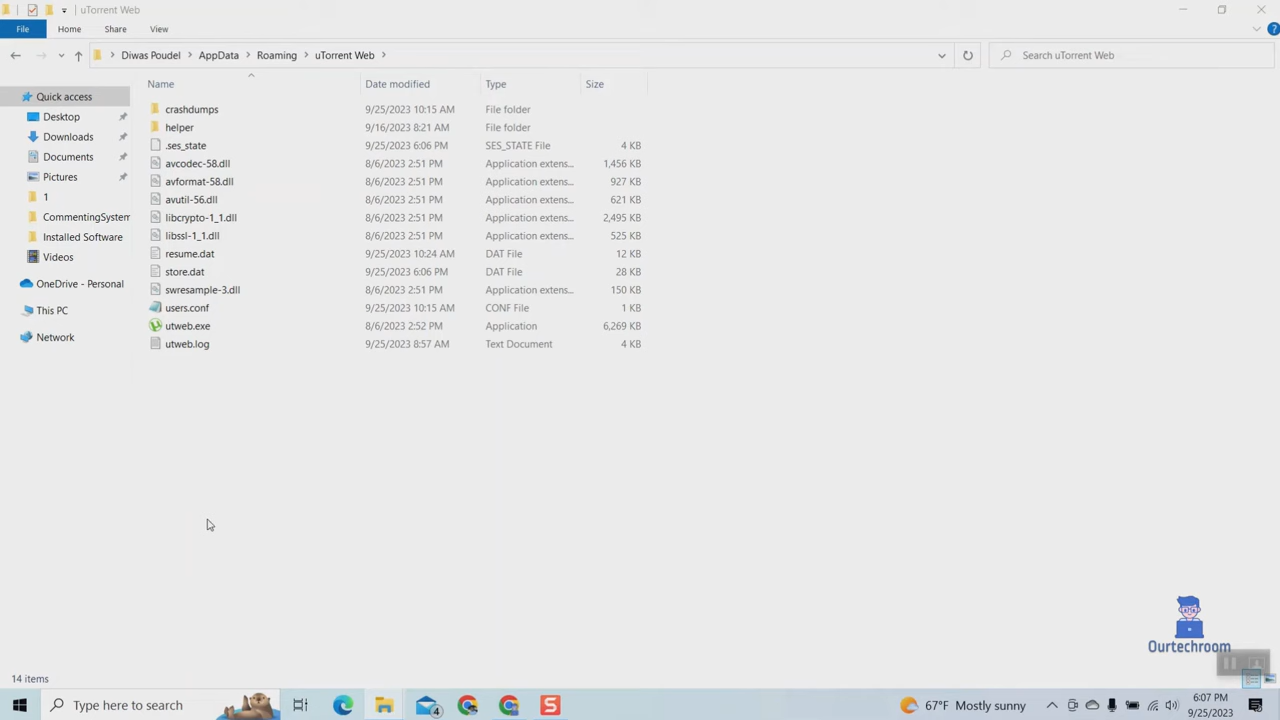 uTorrent Web
File Home Share View
Diwas Poudel AppData Roaming uTorrent Web
Search uTorrent Web
Quick access
Desktop
Downloads
Documents
Pictures
1
CommentingSystem
Installed Software
Videos
OneDrive - Personal
This PC
Network
Name Date modified Type Size
crashdumps 9/25/2023 10:15 AM File folder
helper 9/16/2023 8:21 AM File folder
.ses_state 9/25/2023 6:06 PM SES_STATE File 4 KB
avcodec-58.dll 8/6/2023 2:51 PM Application extens... 1,456 KB
avformat-58.dll 8/6/2023 2:51 PM Application extens... 927 KB
avutil-56.dll 8/6/2023 2:51 PM Application extens... 621 KB
libcrypto-1_1.dll 8/6/2023 2:51 PM Application extens... 2,495 KB
libssl-1_1.dll 8/6/2023 2:51 PM Application extens... 525 KB
resume.dat 9/25/2023 10:24 AM DAT File 12 KB
store.dat 9/25/2023 6:06 PM DAT File 28 KB
swresample-3.dll 8/6/2023 2:51 PM Application extens... 150 KB
users.conf 9/25/2023 10:15 AM CONF File 1 KB
utweb.exe 8/6/2023 2:52 PM Application 6,269 KB
utweb.log 9/25/2023 8:57 AM Text Document 4 KB
Ourtechroom
14 items
Type here to search
4
67°F Mostly sunny
6:07 PM
9/25/2023